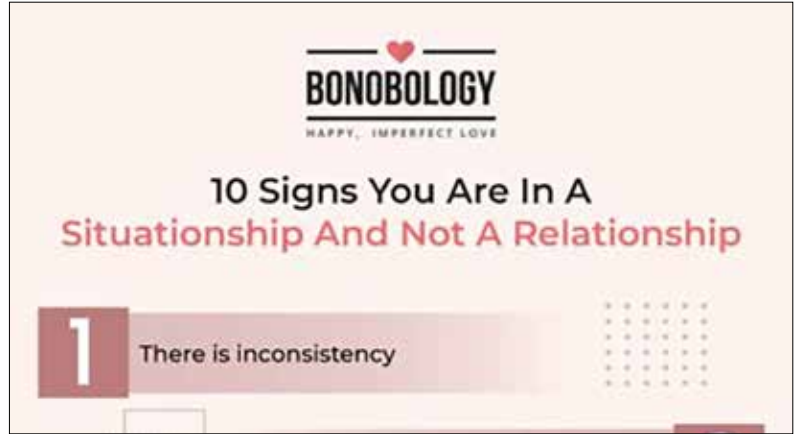 BONOBOLOGY
HAPPY, IMPERFECT LOVE
10 Signs You Are In A
Situationship And Not A Relationship
1
There is inconsistency